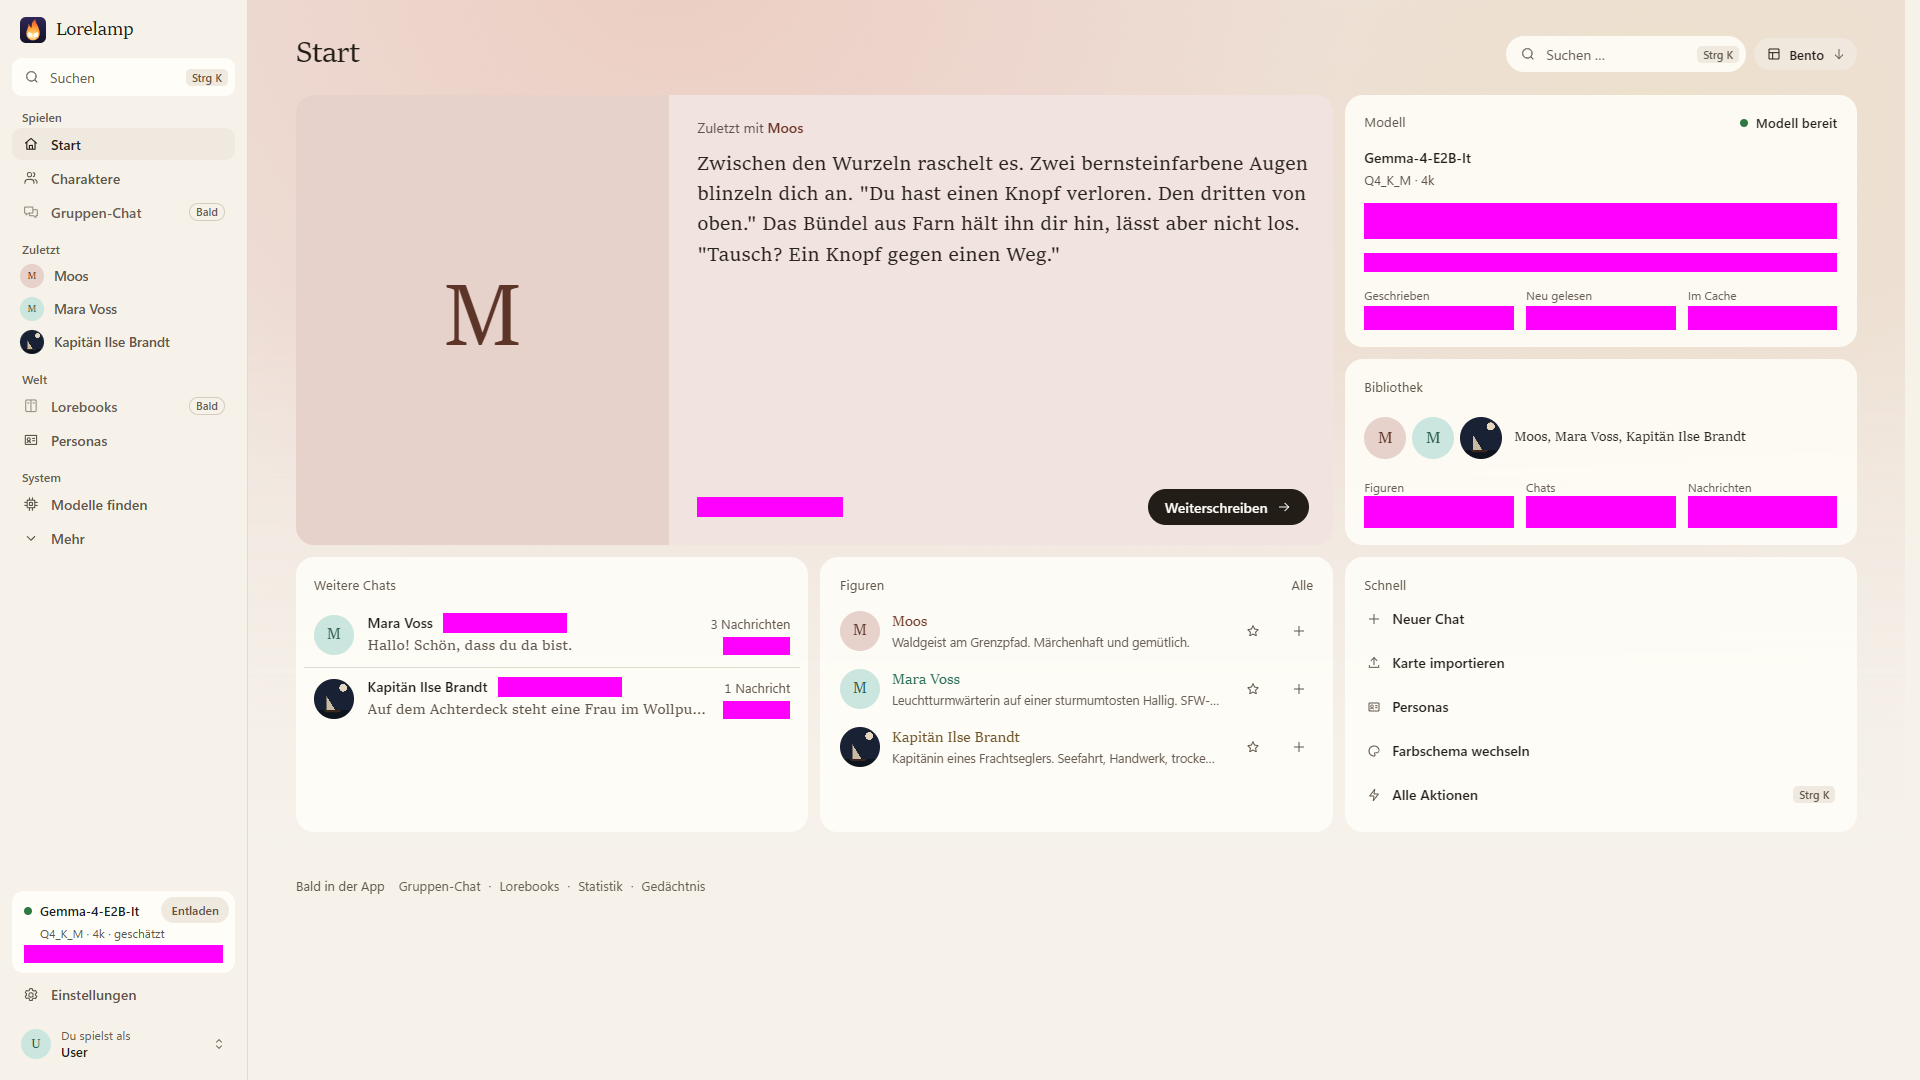 Lorelamp
Suchen
Strg K
Spielen
Start
Charaktere
Gruppen-Chat
Bald
Zuletzt
M
Moos
M
Mara Voss
Kapitän Ilse Brandt
Welt
Lorebooks
Bald
Personas
System
Modelle finden
Mehr
Gemma-4-E2B-It
Entladen
Q4_K_M · 4k · geschätzt
Einstellungen
U
Du spielst als
User
Start
Suchen ...
Strg K
Bento
M
Zuletzt mit Moos
Zwischen den Wurzeln raschelt es. Zwei bernsteinfarbene Augen
blinzeln dich an. "Du hast einen Knopf verloren. Den dritten von
oben." Das Bündel aus Farn hält ihn dir hin, lässt aber nicht los.
"Tausch? Ein Knopf gegen einen Weg."
Weiterschreiben
Modell
Modell bereit
Gemma-4-E2B-It
Q4_K_M · 4k
Geschrieben
Neu gelesen
Im Cache
Bibliothek
M
M
Moos, Mara Voss, Kapitän Ilse Brandt
Figuren
Chats
Nachrichten
Weitere Chats
M
Mara Voss
3 Nachrichten
Hallo! Schön, dass du da bist.
Kapitän Ilse Brandt
1 Nachricht
Auf dem Achterdeck steht eine Frau im Wollpu...
Figuren
Alle
M
Moos
Waldgeist am Grenzpfad. Märchenhaft und gemütlich.
M
Mara Voss
Leuchtturmwärterin auf einer sturmumtosten Hallig. SFW-...
Kapitän Ilse Brandt
Kapitänin eines Frachtseglers. Seefahrt, Handwerk, trocke...
Schnell
Neuer Chat
Karte importieren
Personas
Farbschema wechseln
Alle Aktionen
Strg K
Bald in der App
Gruppen-Chat · Lorebooks · Statistik · Gedächtnis